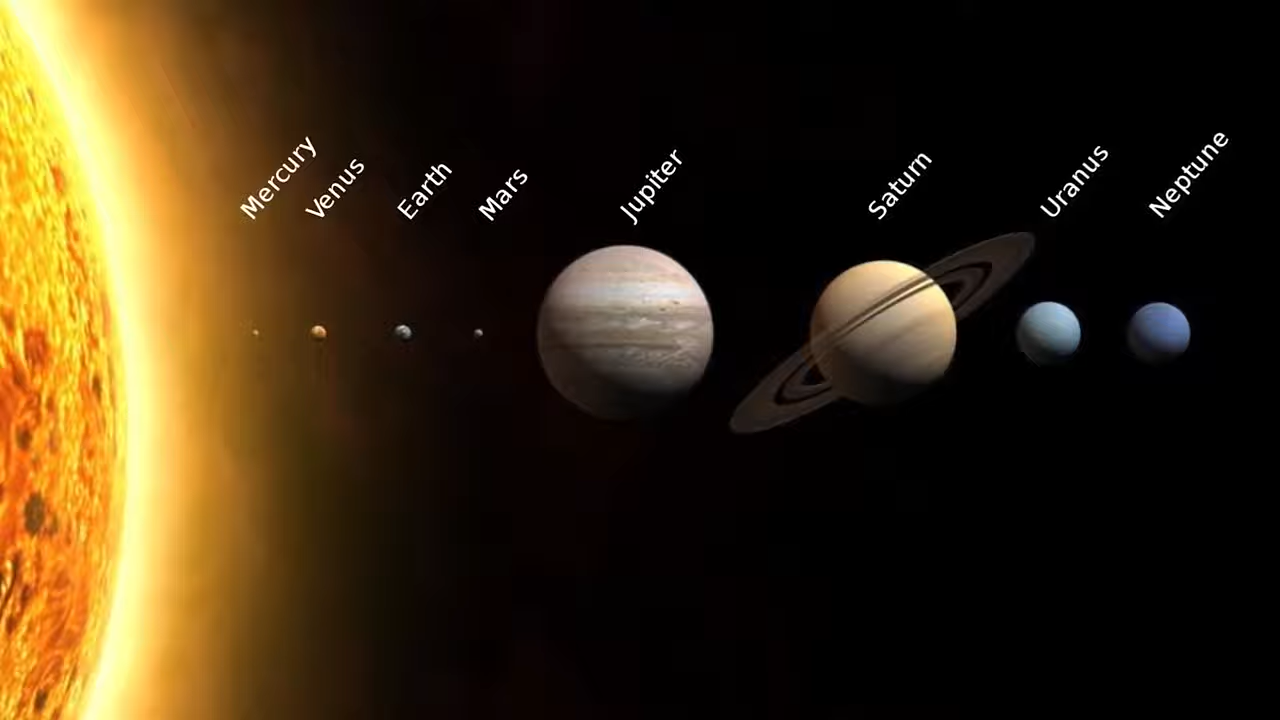 Mercury
Venus
Earth
Mars
Jupiter
Saturn
Uranus
Neptune